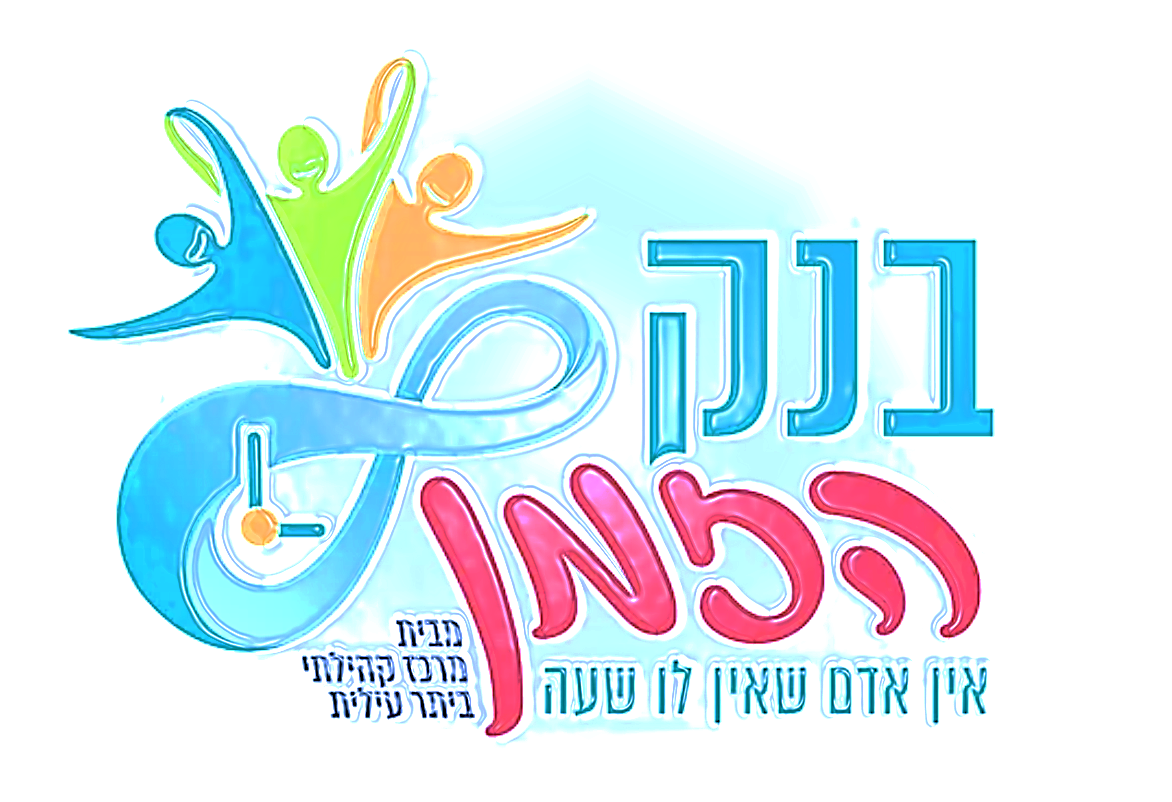 בנק
הזמן
אין אדם שאין לו שעה
מבית
מרכז קהילתי
ביתר עילית